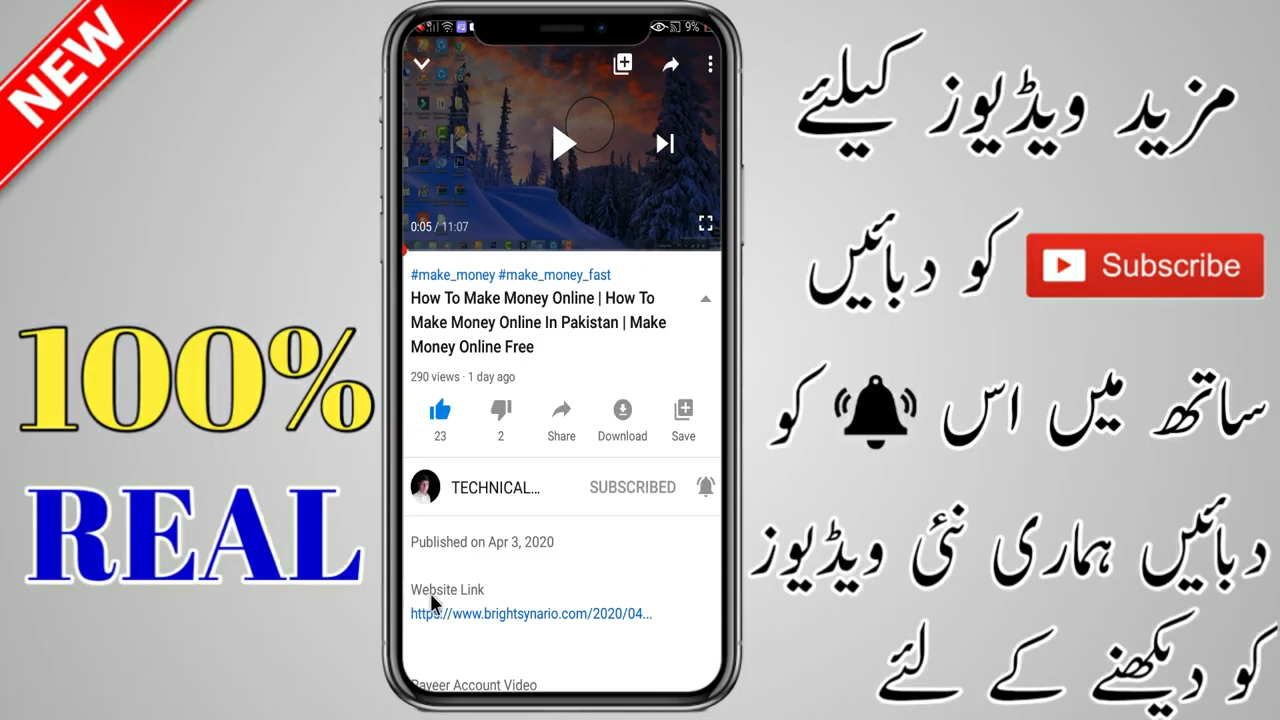 NEW
100%
REAL
9%
0:05 / 11:07
#make_money #make_money_fast
How To Make Money Online | How To
Make Money Online In Pakistan | Make
Money Online Free
290 views · 1 day ago
23
2
Share
Download
Save
TECHNICAL...
SUBSCRIBED
Published on Apr 3, 2020
Website Link
https://www.brightsynario.com/2020/04...
Payeer Account Video
مزید ویڈیوز کیلئے
Subscribe کو دبائیں
ساتھ میں اس کو
دبائیں ہماری نئی ویڈیوز
کو دیکھنے کے لئے